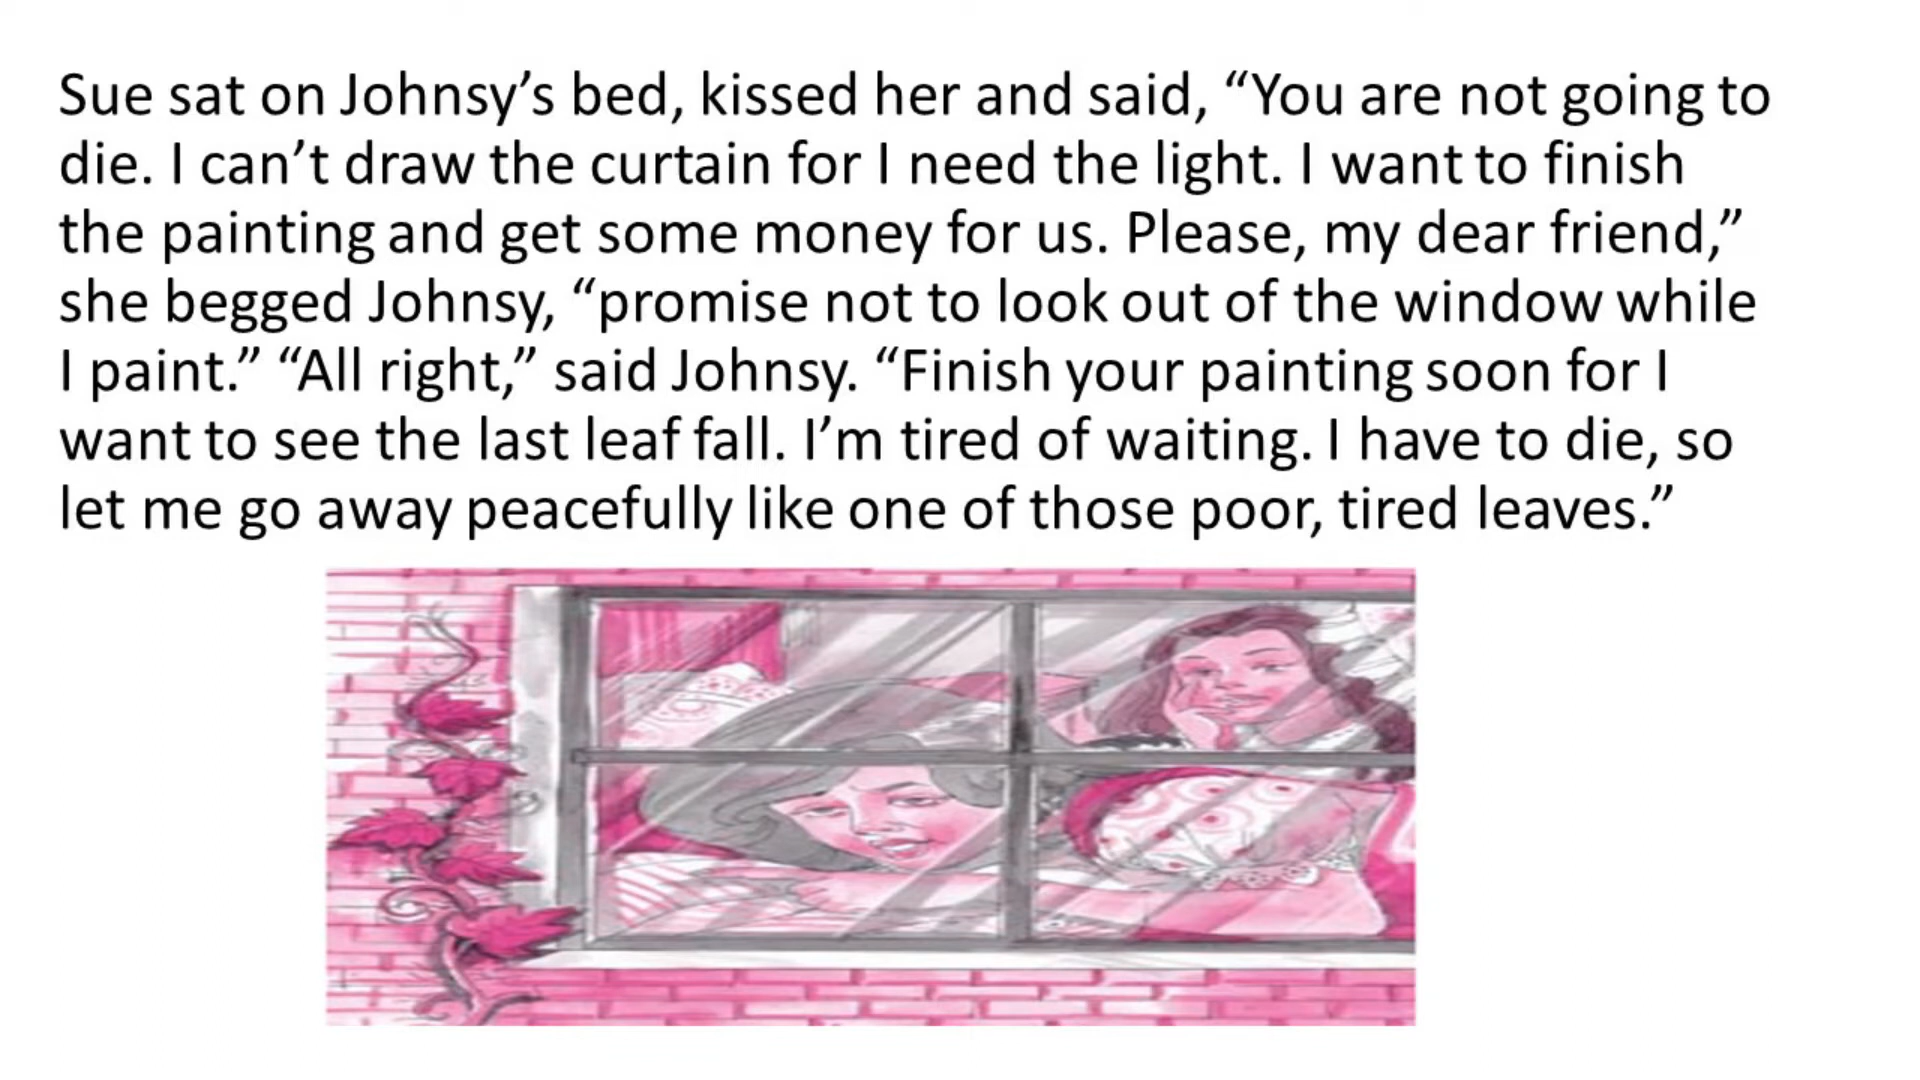 Sue sat on Johnsy’s bed, kissed her and said, “You are not going to
die. I can’t draw the curtain for I need the light. I want to finish
the painting and get some money for us. Please, my dear friend,”
she begged Johnsy, “promise not to look out of the window while
I paint.” “All right,” said Johnsy. “Finish your painting soon for I
want to see the last leaf fall. I’m tired of waiting. I have to die, so
let me go away peacefully like one of those poor, tired leaves.”